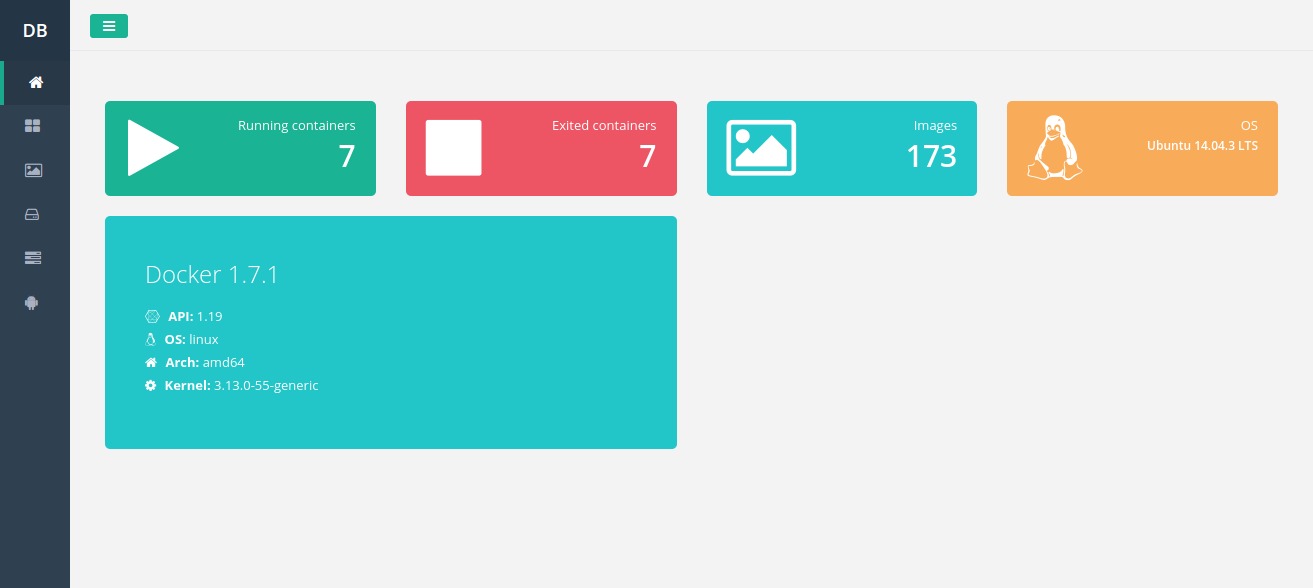 DB
Running containers
7
Exited containers
7
Images
173
OS
Ubuntu 14.04.3 LTS
Docker 1.7.1
API: 1.19
OS: linux
Arch: amd64
Kernel: 3.13.0-55-generic